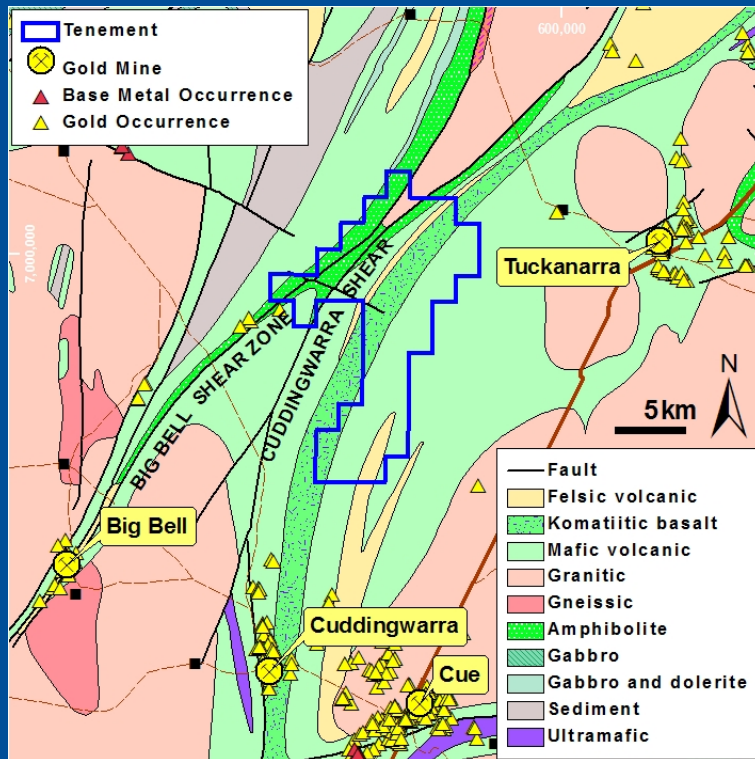 Tenement
Gold Mine
Base Metal Occurrence
Gold Occurrence
600,000
7,000,000
Tuckanarra
BIG BELL SHEAR ZONE
CUDDINGWARRA SHEAR
N
5km
Big Bell
Cuddingwarra
Cue
Fault
Felsic volcanic
Komatiitic basalt
Mafic volcanic
Granitic
Gneissic
Amphibolite
Gabbro
Gabbro and dolerite
Sediment
Ultramafic